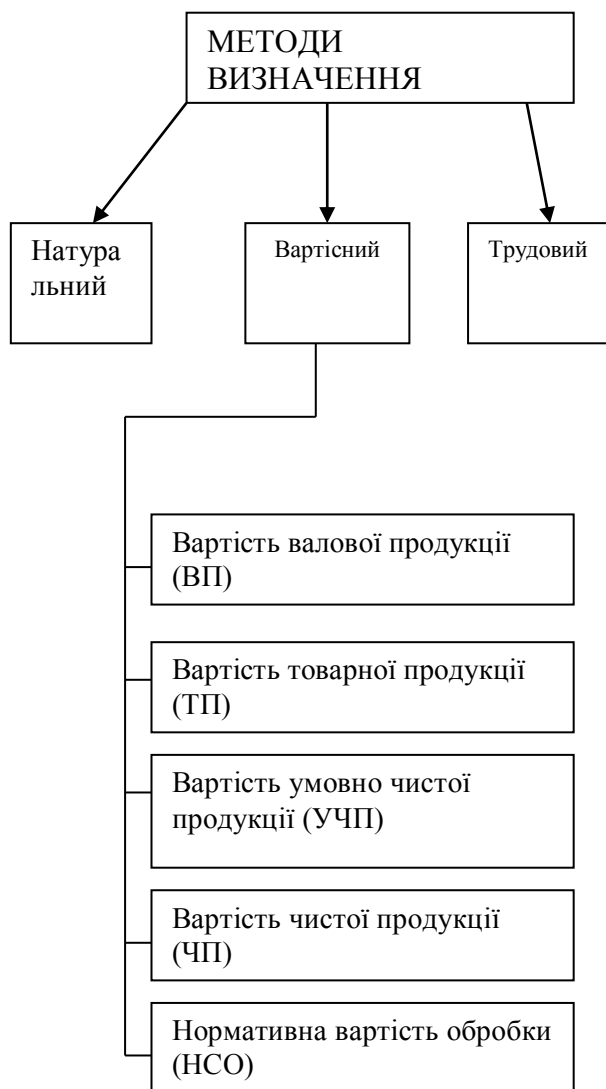 МЕТОДИ
ВИЗНАЧЕННЯ
Натура
льний
Вартісний
Трудовий
Вартість валової продукції
(ВП)
Вартість товарної продукції
(ТП)
Вартість умовно чистої
продукції (УЧП)
Вартість чистої продукції
(ЧП)
Нормативна вартість обробки
(НСО)